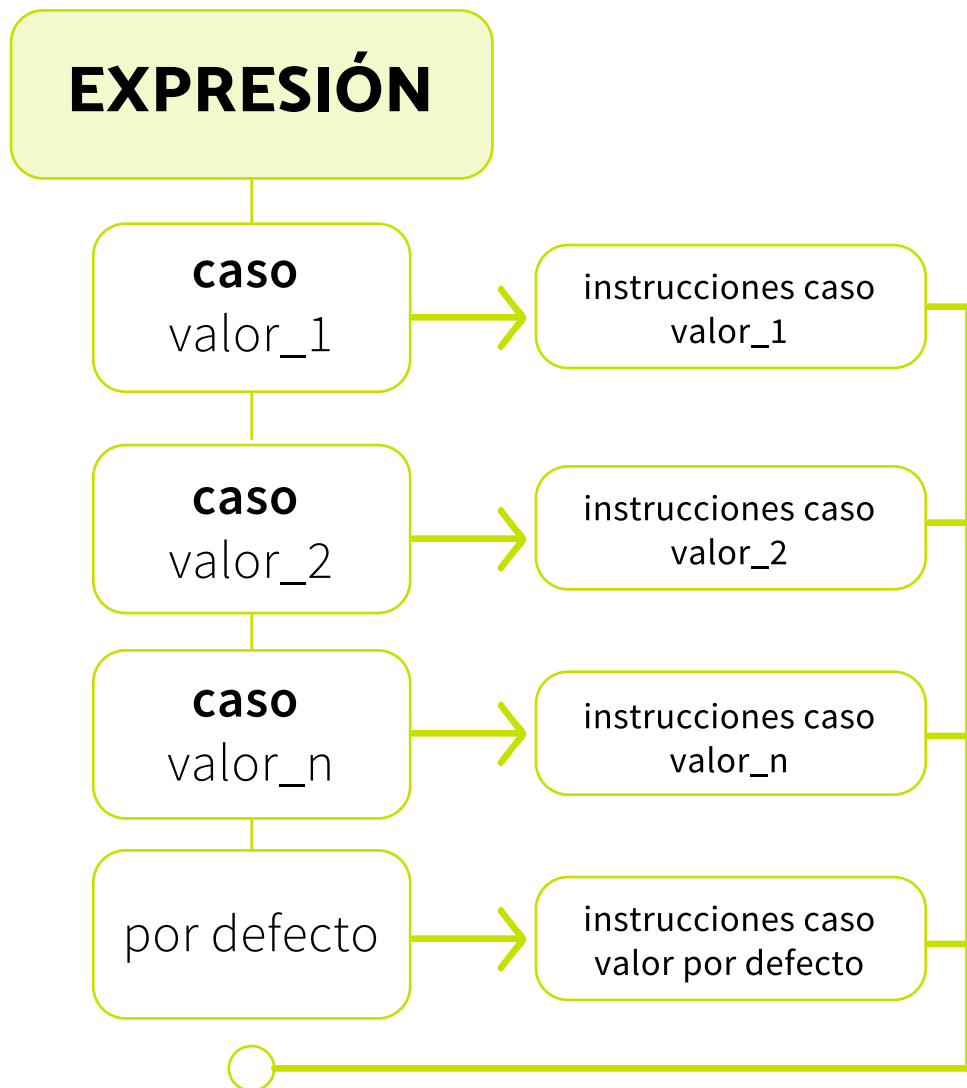 EXPRESIÓN
caso
valor_1
instrucciones caso
valor_1
caso
valor_2
instrucciones caso
valor_2
caso
valor_n
instrucciones caso
valor_n
por defecto
instrucciones caso
valor por defecto